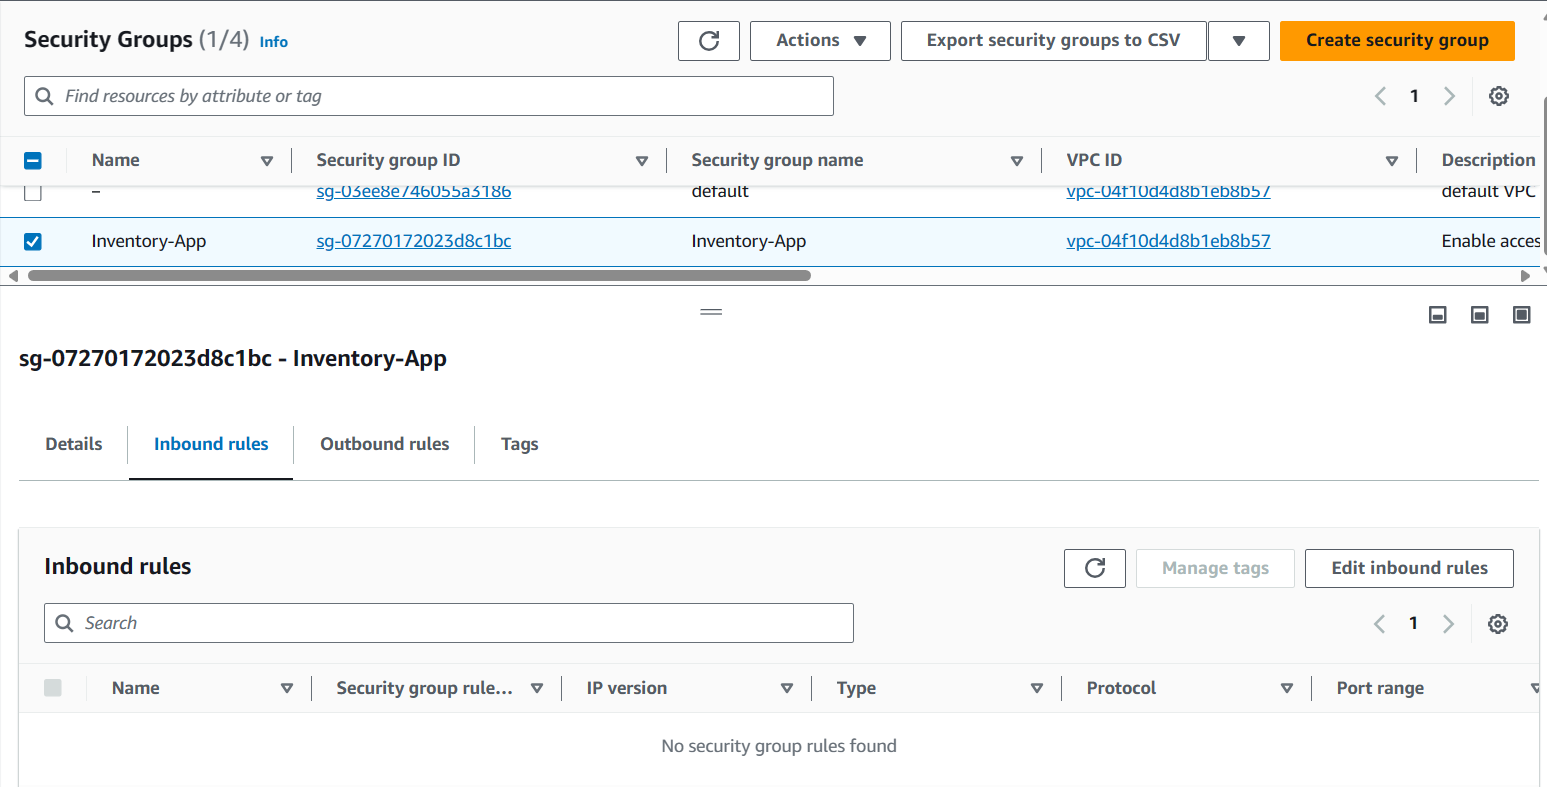 Security Groups (1/4) Info
Actions
Export security groups to CSV
Create security group
Find resources by attribute or tag
1
Name Security group ID Security group name VPC ID Description
– sg-03ee8e746055a3186 default vpc-04f10d4d8b1eb8b57 default VPC
Inventory-App sg-07270172023d8c1bc Inventory-App vpc-04f10d4d8b1eb8b57 Enable acces
sg-07270172023d8c1bc - Inventory-App
Details Inbound rules Outbound rules Tags
Inbound rules
Manage tags
Edit inbound rules
Search
1
Name Security group rule... IP version Type Protocol Port range
No security group rules found